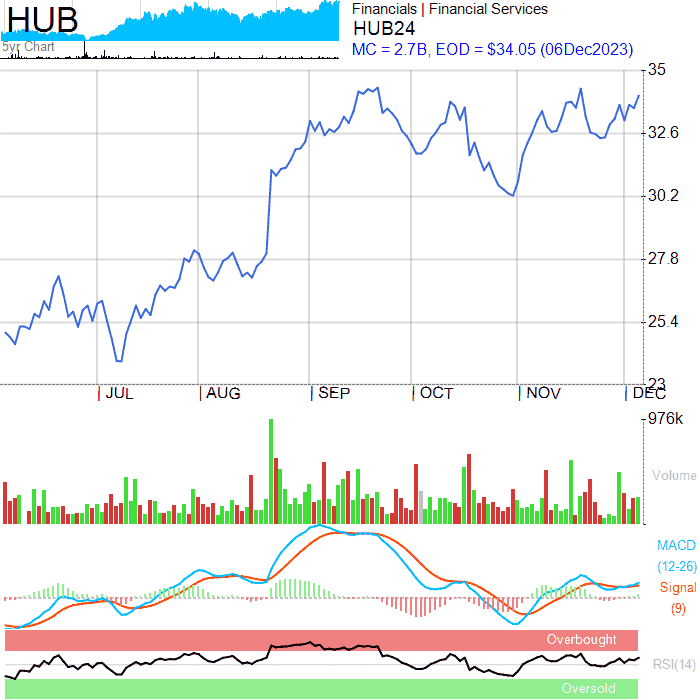 HUB
5yr Chart
Financials | Financial Services
HUB24
MC = 2.7B, EOD = $34.05 (06Dec2023)
35
32.6
30.2
27.8
25.4
23
JUL
AUG
SEP
OCT
NOV
DEC
976k
Volume
MACD
(12-26)
Signal
(9)
Overbought
RSI(14)
Oversold